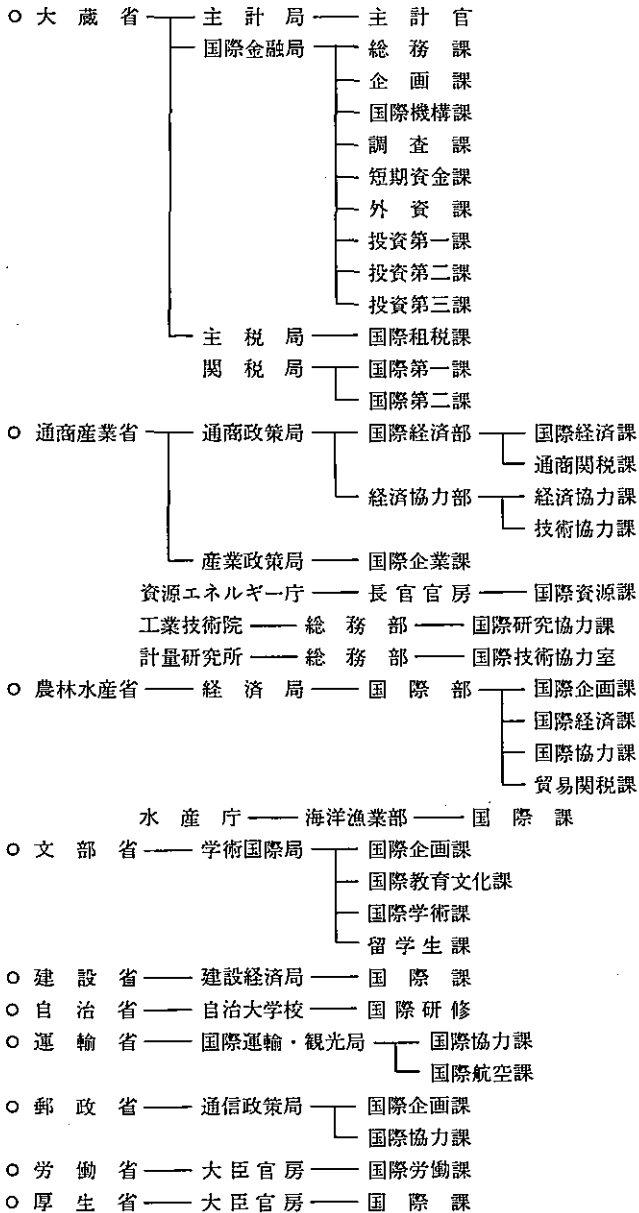 ○ 大蔵省 主計局 主計官
国際金融局 総務課
企画課
国際機構課
調査課
短期資金課
外資課
投資第一課
投資第二課
投資第三課
主税局 国際租税課
関税局 国際第一課
国際第二課
○ 通商産業省 通商政策局 国際経済部 国際経済課
通商関税課
経済協力部 経済協力課
技術協力課
産業政策局 国際企業課
資源エネルギー庁 長官官房 国際資源課
工業技術院 総務部 国際研究協力課
計量研究所 総務部 国際技術協力室
○ 農林水産省 経済局 国際部 国際企画課
国際経済課
国際協力課
貿易関税課
水産庁 海洋漁業部 国際課
○ 文部省 学術国際局 国際企画課
国際教育文化課
国際学術課
留学生課
○ 建設省 建設経済局 国際課
○ 自治省 自治大学校 国際研修
○ 運輸省 国際運輸・観光局 国際協力課
国際航空課
○ 郵政省 通信政策局 国際企画課
国際協力課
○ 労働省 大臣官房 国際労働課
○ 厚生省 大臣官房 国際課